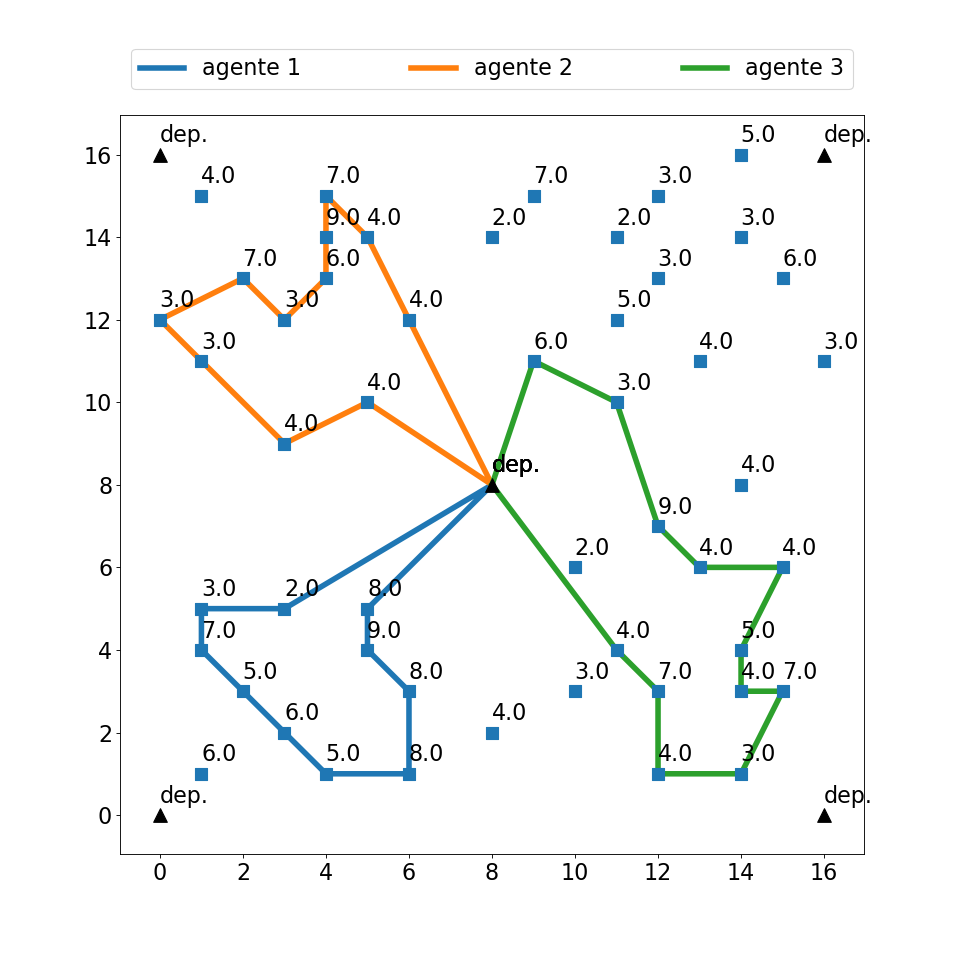 agente 1 agente 2 agente 3
dep. 5.0 dep.
16
4.0 7.0 7.0 3.0
9.0 4.0 2.0 2.0 3.0
14
7.0 6.0 3.0 6.0
3.0 3.0 4.0 5.0
12
3.0 6.0 4.0 3.0
4.0 3.0
10
4.0
dep. 4.0
8
9.0
2.0 4.0 4.0
6
3.0 2.0 8.0
7.0 9.0 4.0 5.0
4
5.0 8.0 3.0 7.0 4.0 7.0
6.0 4.0
2
6.0 5.0 8.0 4.0 3.0
dep. dep.
0
0 2 4 6 8 10 12 14 16